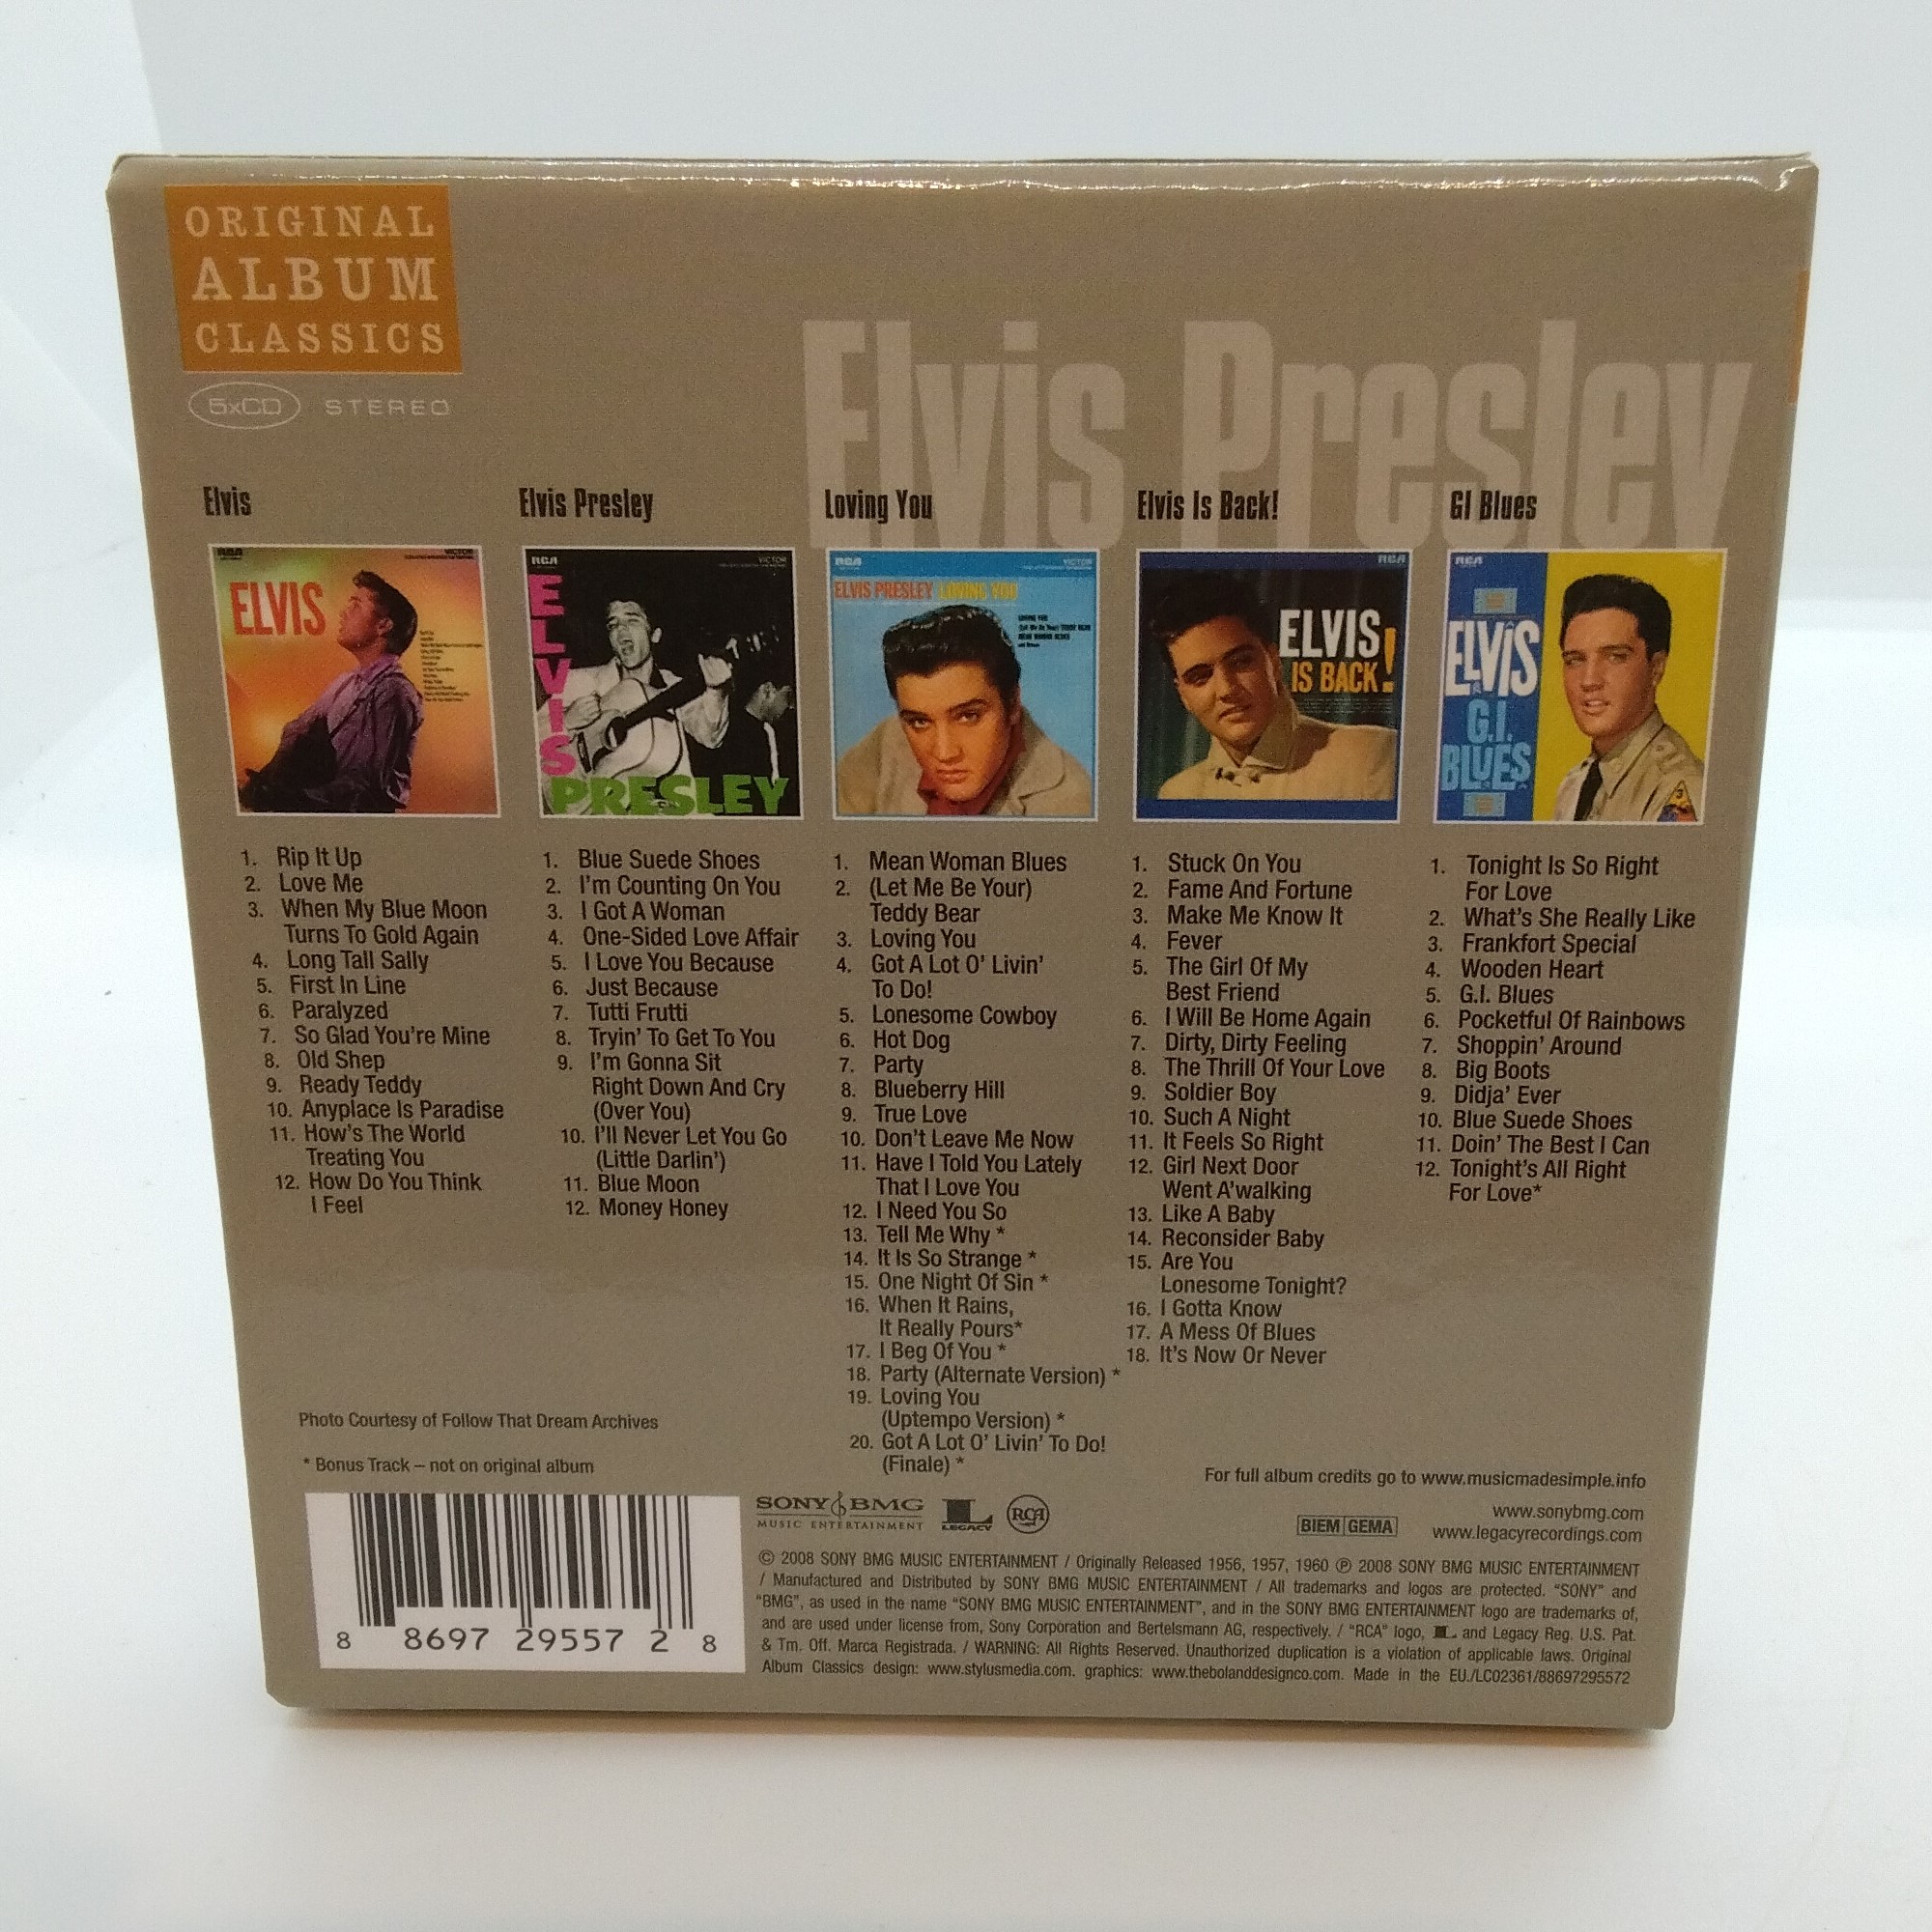 ORIGINAL
ALBUM
CLASSICS
5xCD STEREO
Elvis Presley
Elvis
RCA VICTOR
ELVIS
1. Rip It Up
2. Love Me
3. When My Blue Moon
Turns To Gold Again
4. Long Tall Sally
5. First In Line
6. Paralyzed
7. So Glad You're Mine
8. Old Shep
9. Ready Teddy
10. Anyplace Is Paradise
11. How's The World
Treating You
12. How Do You Think
I Feel
Elvis Presley
RCA VICTOR
ELVIS
PRESLEY
1. Blue Suede Shoes
2. I'm Counting On You
3. I Got A Woman
4. One-Sided Love Affair
5. I Love You Because
6. Just Because
7. Tutti Frutti
8. Tryin' To Get To You
9. I'm Gonna Sit
Right Down And Cry
(Over You)
10. I'll Never Let You Go
(Little Darlin')
11. Blue Moon
12. Money Honey
Loving You
RCA VICTOR
ELVIS PRESLEY LOVING YOU
1. Mean Woman Blues
2. (Let Me Be Your)
Teddy Bear
3. Loving You
4. Got A Lot O' Livin'
To Do!
5. Lonesome Cowboy
6. Hot Dog
7. Party
8. Blueberry Hill
9. True Love
10. Don't Leave Me Now
11. Have I Told You Lately
That I Love You
12. I Need You So
13. Tell Me Why *
14. It Is So Strange *
15. One Night Of Sin *
16. When It Rains,
It Really Pours*
17. I Beg Of You *
18. Party (Alternate Version) *
19. Loving You
(Uptempo Version) *
20. Got A Lot O' Livin' To Do!
(Finale) *
Elvis Is Back!
RCA
ELVIS
IS BACK!
1. Stuck On You
2. Fame And Fortune
3. Make Me Know It
4. Fever
5. The Girl Of My
Best Friend
6. I Will Be Home Again
7. Dirty, Dirty Feeling
8. The Thrill Of Your Love
9. Soldier Boy
10. Such A Night
11. It Feels So Right
12. Girl Next Door
Went A'walking
13. Like A Baby
14. Reconsider Baby
15. Are You
Lonesome Tonight?
16. I Gotta Know
17. A Mess Of Blues
18. It's Now Or Never
GI Blues
RCA
ELVIS
G.I.
BLUES
1. Tonight Is So Right
For Love
2. What's She Really Like
3. Frankfort Special
4. Wooden Heart
5. G.I. Blues
6. Pocketful Of Rainbows
7. Shoppin' Around
8. Big Boots
9. Didja' Ever
10. Blue Suede Shoes
11. Doin' The Best I Can
12. Tonight's All Right
For Love*
Photo Courtesy of Follow That Dream Archives
* Bonus Track – not on original album
8 8697 29557 2 8
For full album credits go to www.musicmadesimple.info
SONY BMG
MUSIC ENTERTAINMENT
L
LEGACY
RCA
BIEM GEMA
www.sonybmg.com
www.legacyrecordings.com
© 2008 SONY BMG MUSIC ENTERTAINMENT / Originally Released 1956, 1957, 1960 ℗ 2008 SONY BMG MUSIC ENTERTAINMENT
/ Manufactured and Distributed by SONY BMG MUSIC ENTERTAINMENT / All trademarks and logos are protected. "SONY" and
"BMG", as used in the name "SONY BMG MUSIC ENTERTAINMENT", and in the SONY BMG ENTERTAINMENT logo are trademarks of,
and are used under license from, Sony Corporation and Bertelsmann AG, respectively. / "RCA" logo, L and Legacy Reg. U.S. Pat.
& Tm. Off. Marca Registrada. / WARNING: All Rights Reserved. Unauthorized duplication is a violation of applicable laws. Original
Album Classics design: www.stylusmedia.com. graphics: www.thebolanddesignco.com. Made in the EU./LC02361/88697295572